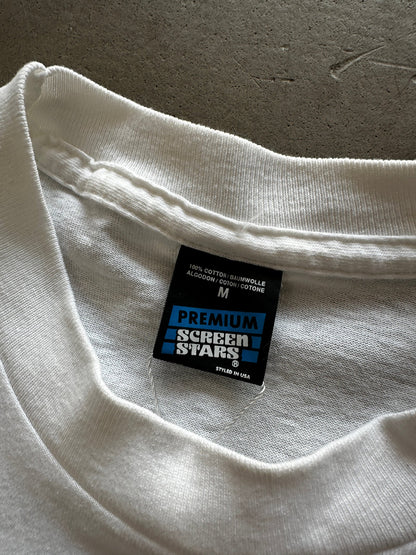 100% COTTON/BAUMWOLLE
ALGODON/COTON/COTONE
M
PREMIUM
SCREEN
STARS®
STYLED IN USA